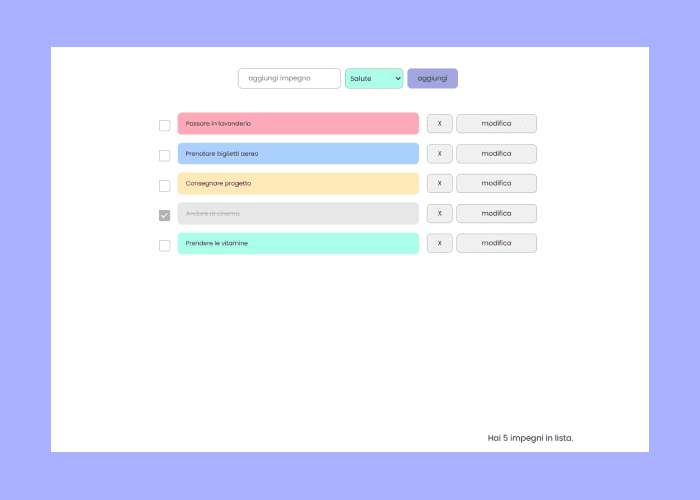 aggiungi impegno Salute aggiungi
Passare in lavanderia X modifica
Prenotare biglietti aereo X modifica
Consegnare progetto X modifica
Andare al cinema X modifica
Prendere le vitamine X modifica
Hai 5 impegni in lista.